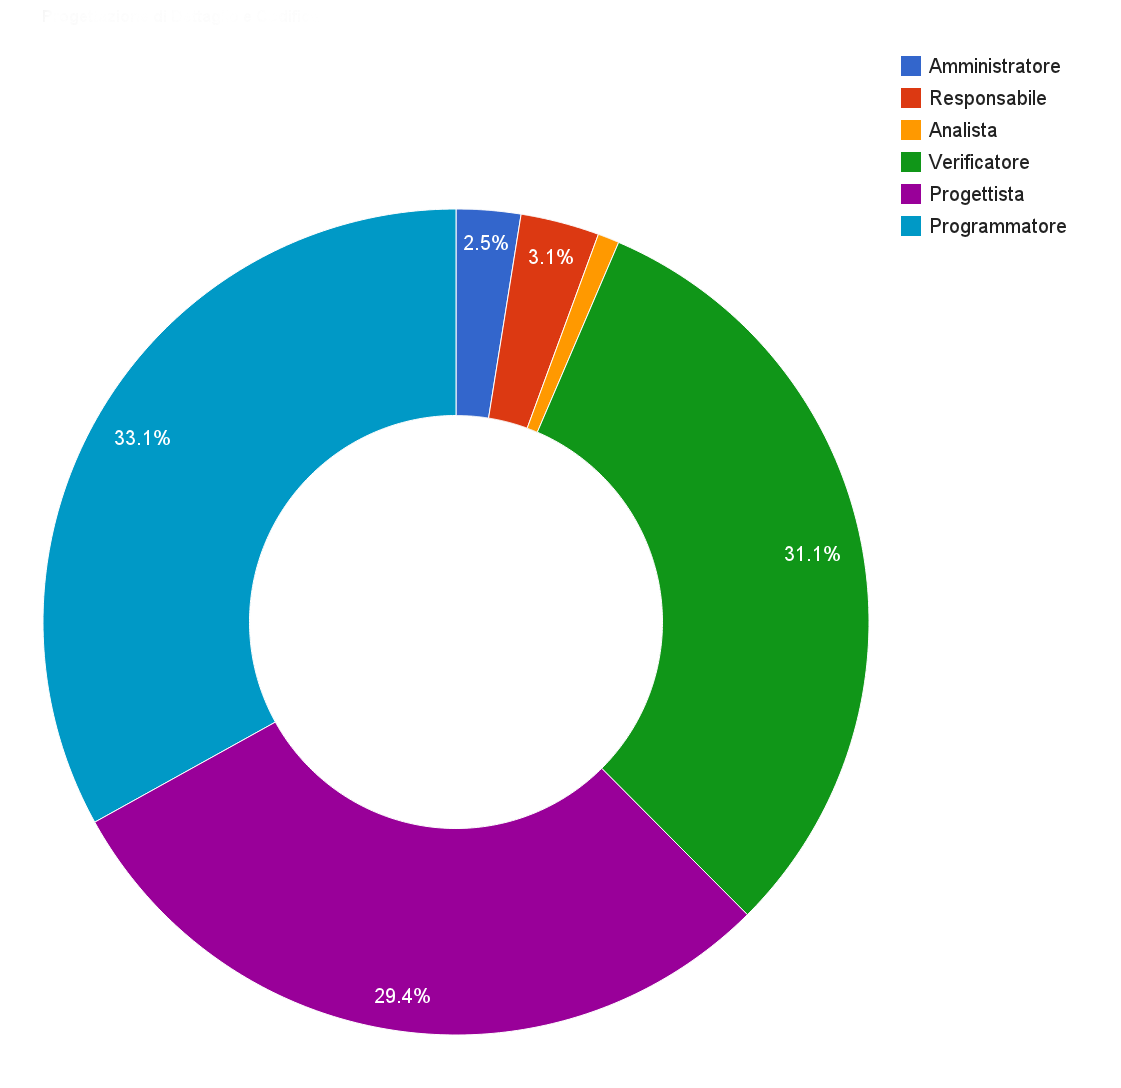 Amministratore
Responsabile
Analista
Verificatore
Progettista
Programmatore
2.5%
3.1%
33.1%
31.1%
29.4%